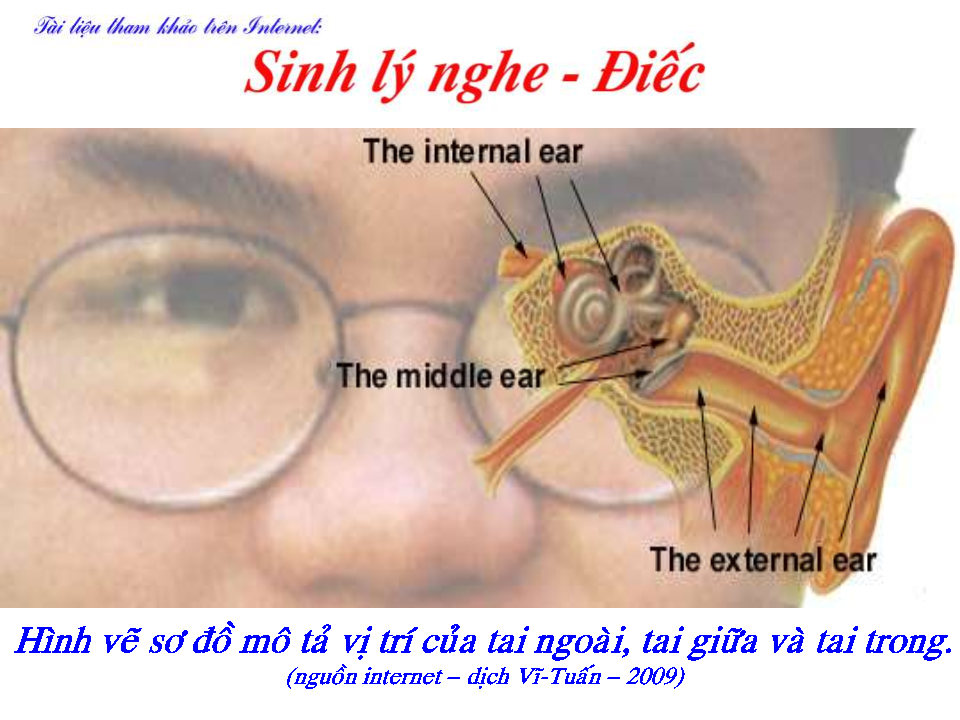 Tài liệu tham khảo trên Internet:
Sinh lý nghe - Điếc
The internal ear
The middle ear
The external ear
Hình vẽ sơ đồ mô tả vị trí của tai ngoài, tai giữa và tai trong.
(nguồn internet – dịch Vĩ-Tuấn – 2009)